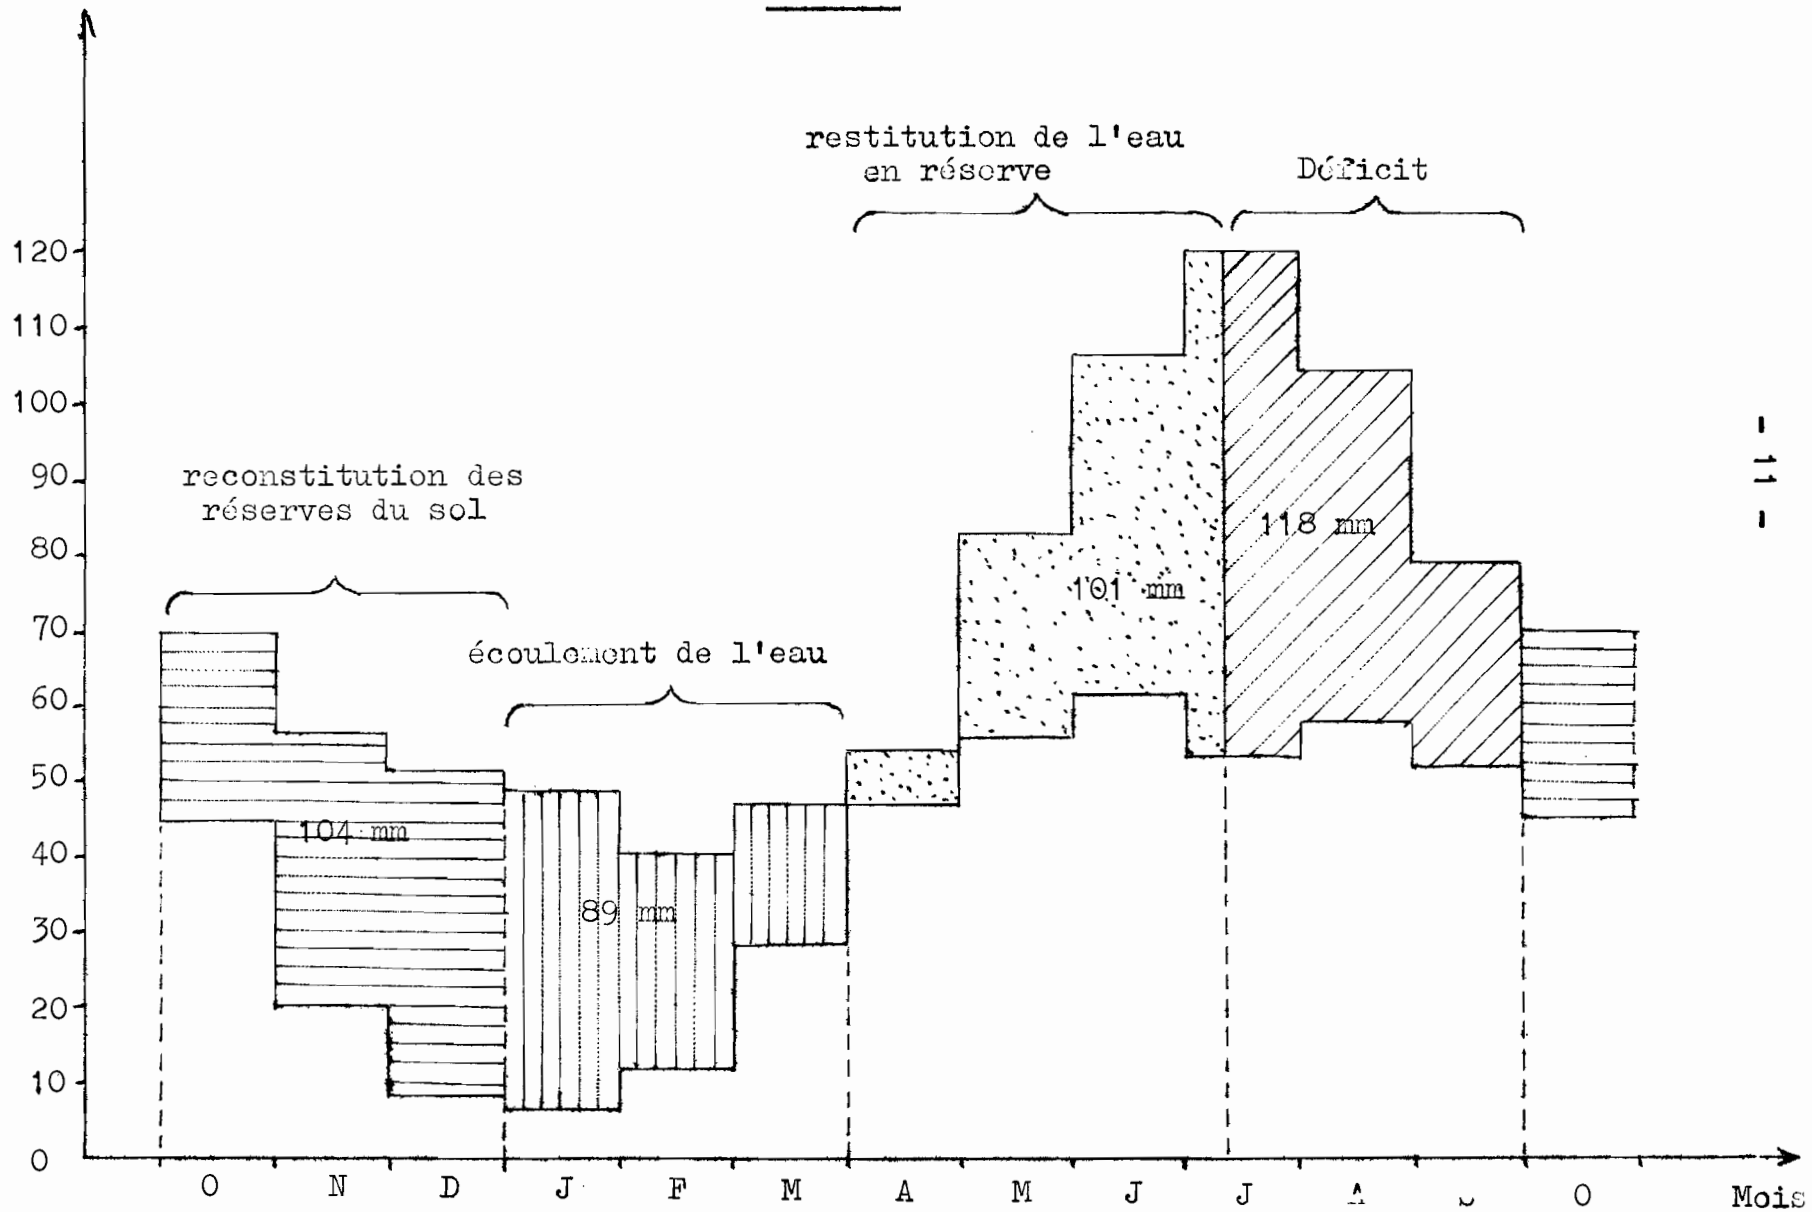 restitution de l'eau
en réserve
Déficit
120
110
100
90
80
70
60
50
40
30
20
10
0
reconstitution des
réserves du sol
écoulement de l'eau
104 mm
89 mm
101 mm
118 mm
- 11 -
O N D J F M A M J J A O Mois